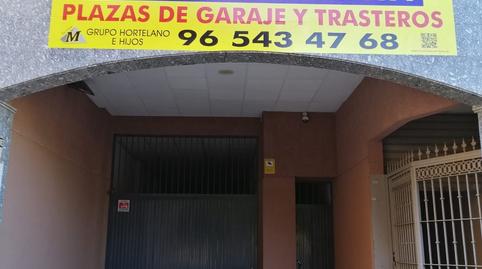 PLAZAS DE GARAJE Y TRASTEROS
M
GRUPO HORTELANO
E HIJOS
96 543 47 68